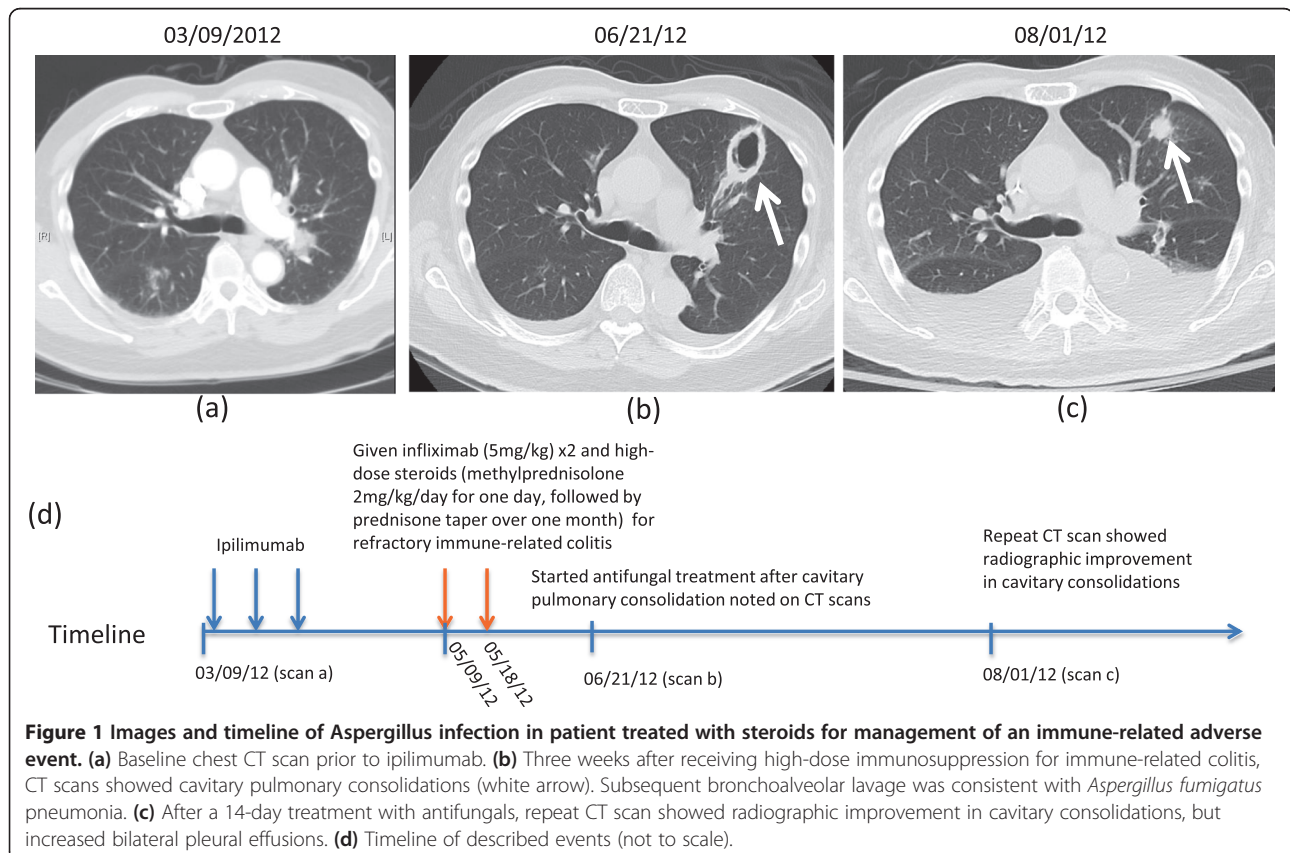 03/09/2012
06/21/12
08/01/12
[R]
[L]
(a)
(b)
(c)
(d)
Given infliximab (5mg/kg) x2 and high-
dose steroids (methylprednisolone
2mg/kg/day for one day, followed by
prednisone taper over one month) for
refractory immune-related colitis
Ipilimumab
Started antifungal treatment after cavitary
pulmonary consolidation noted on CT scans
Repeat CT scan showed
radiographic improvement
in cavitary consolidations
Timeline
03/09/12 (scan a)
05/09/12
05/18/12
06/21/12 (scan b)
08/01/12 (scan c)
Figure 1 Images and timeline of Aspergillus infection in patient treated with steroids for management of an immune-related adverse
event. (a) Baseline chest CT scan prior to ipilimumab. (b) Three weeks after receiving high-dose immunosuppression for immune-related colitis,
CT scans showed cavitary pulmonary consolidations (white arrow). Subsequent bronchoalveolar lavage was consistent with Aspergillus fumigatus
pneumonia. (c) After a 14-day treatment with antifungals, repeat CT scan showed radiographic improvement in cavitary consolidations, but
increased bilateral pleural effusions. (d) Timeline of described events (not to scale).